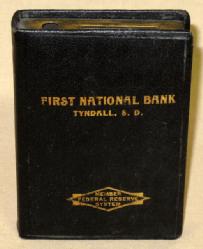 FIRST NATIONAL BANK
TYNDALL, S. D.
MEMBER
FEDERAL RESERVE
SYSTEM